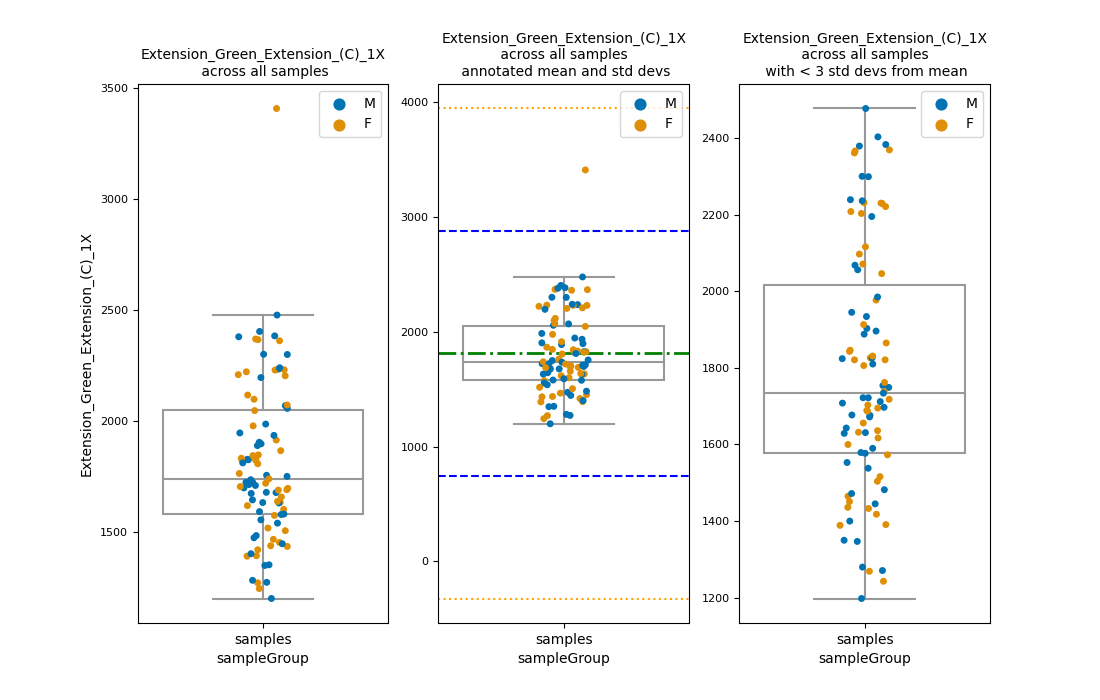 Extension_Green_Extension_(C)_1X
across all samples
M
F
3500
3000
2500
2000
1500
Extension_Green_Extension_(C)_1X
samples
sampleGroup
Extension_Green_Extension_(C)_1X
across all samples
annotated mean and std devs
M
F
4000
3000
2000
1000
0
samples
sampleGroup
Extension_Green_Extension_(C)_1X
across all samples
with < 3 std devs from mean
M
F
2400
2200
2000
1800
1600
1400
1200
samples
sampleGroup